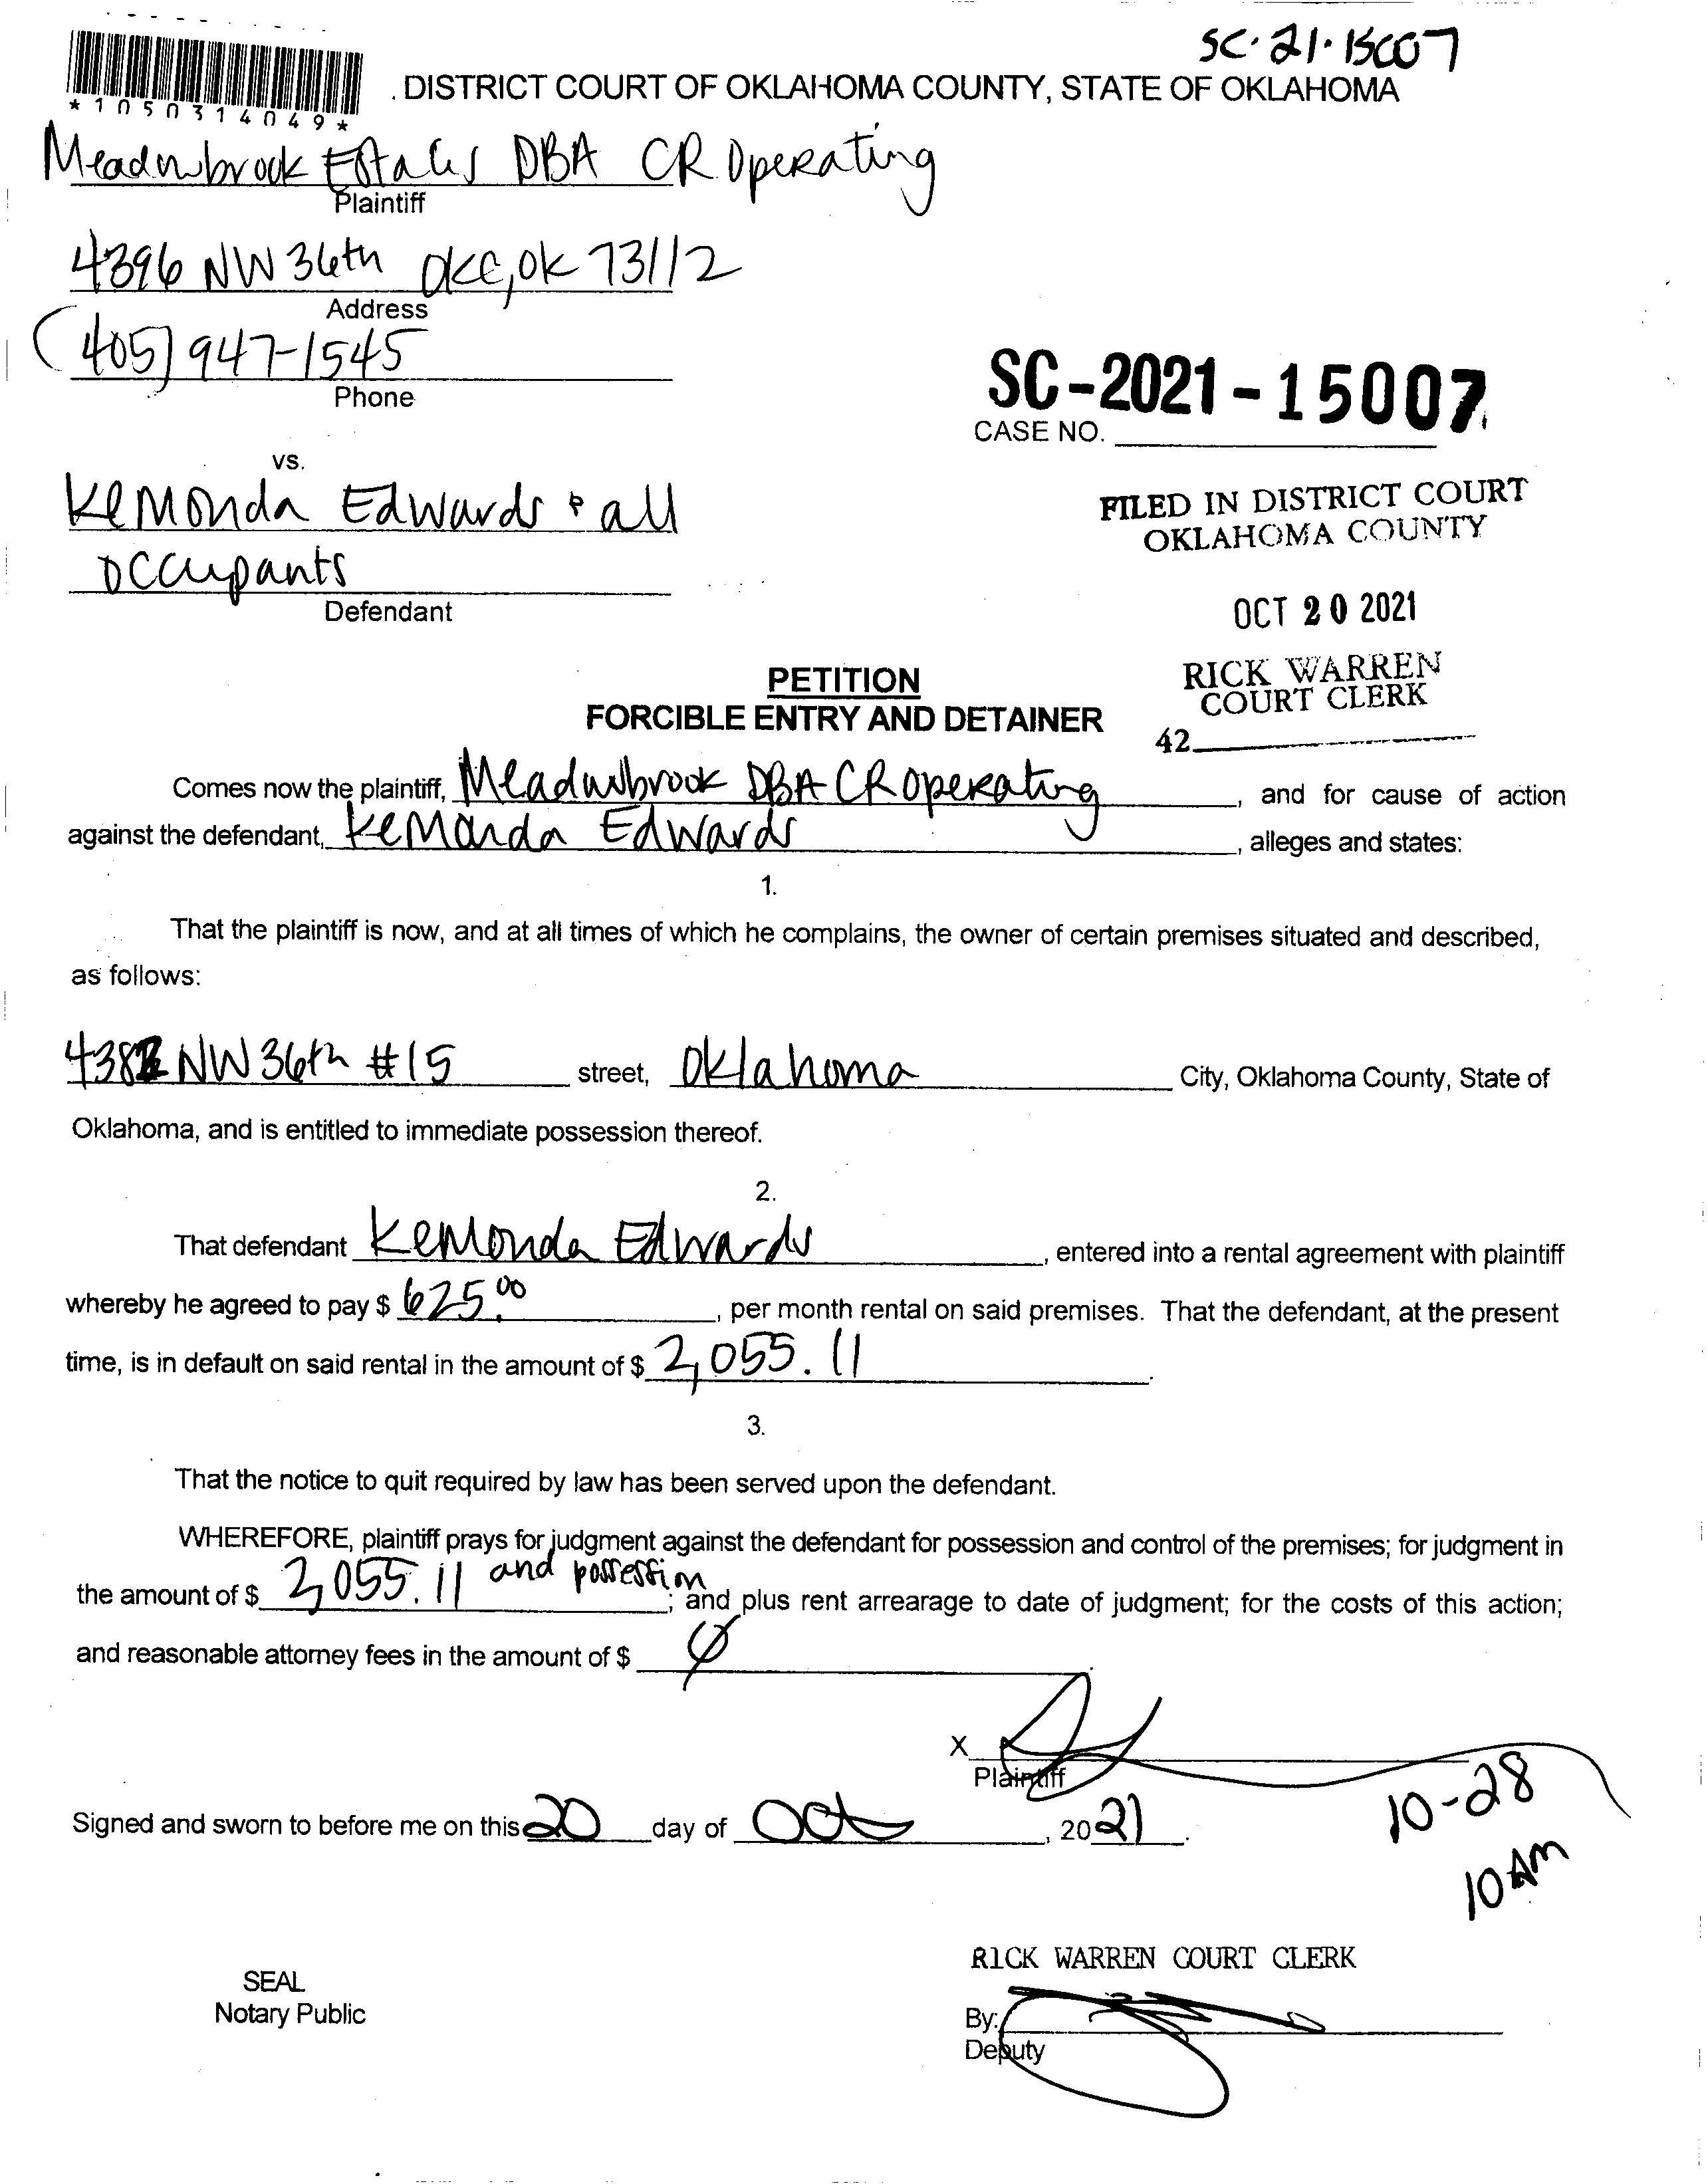 SC-21-15007
*1050314049*
. DISTRICT COURT OF OKLAHOMA COUNTY, STATE OF OKLAHOMA
Meadowbrook Estates DBA CR Operating
Plaintiff
4396 NW 36th OKC, OK 73112
Address
(405) 947-1545
Phone
SC-2021-15007
CASE NO.
vs.
KeMonda Edwards & all
occupants
Defendant
FILED IN DISTRICT COURT
OKLAHOMA COUNTY
OCT 20 2021
RICK WARREN
COURT CLERK
42
PETITION
FORCIBLE ENTRY AND DETAINER
Comes now the plaintiff, Meadowbrook DBA CR Operating, and for cause of action
against the defendant, KeMonda Edwards, alleges and states:
1.
That the plaintiff is now, and at all times of which he complains, the owner of certain premises situated and described,
as follows:
NW 36th #15 street, Oklahoma City, Oklahoma County, State of
Oklahoma, and is entitled to immediate possession thereof.
2.
That defendant KeMonda Edwards, entered into a rental agreement with plaintiff
whereby he agreed to pay $ 625.00, per month rental on said premises. That the defendant, at the present
time, is in default on said rental in the amount of $ 2,055.11.
3.
That the notice to quit required by law has been served upon the defendant.
WHEREFORE, plaintiff prays for judgment against the defendant for possession and control of the premises; for judgment in
the amount of $ 2,055.11 and possession; and plus rent arrearage to date of judgment; for the costs of this action;
and reasonable attorney fees in the amount of $ Ø.
X
Plaintiff
Signed and sworn to before me on this 20 day of Oct, 2021.
10-28
10 AM
RICK WARREN COURT CLERK
SEAL
Notary Public
By:
Deputy